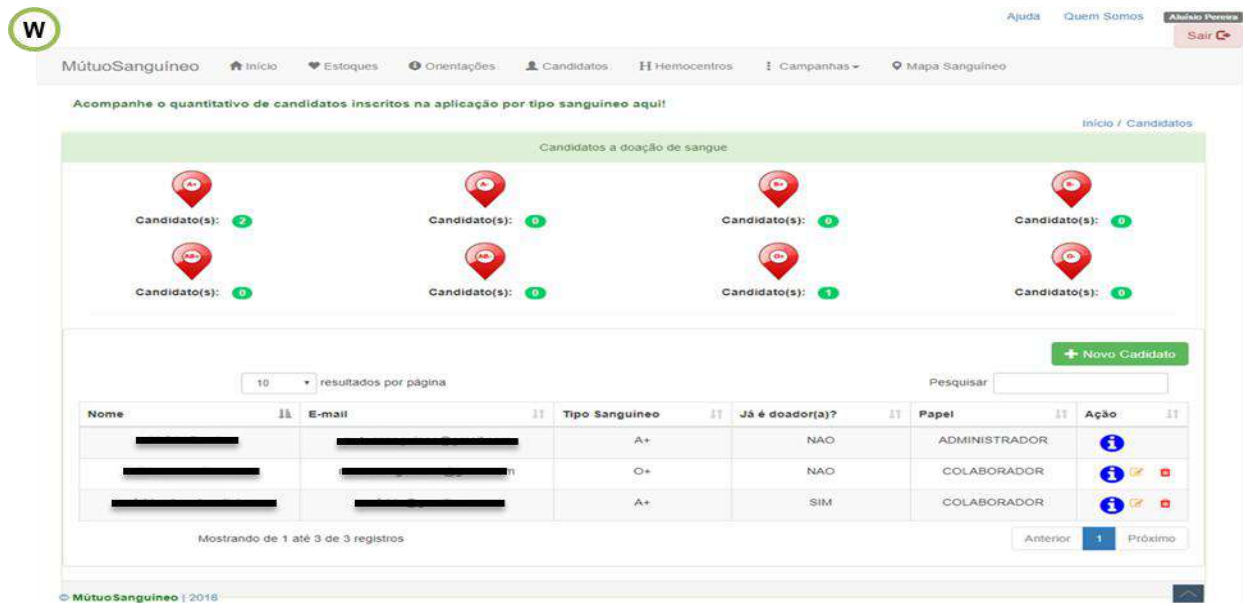 W
Ajuda Quem Somos Aluísio Pereira
Sair
MútuoSanguíneo Início Estoques Orientações Candidatos Hemocentros Campanhas Mapa Sanguíneo
Acompanhe o quantitativo de candidatos inscritos na aplicação por tipo sanguíneo aqui!
Início / Candidatos
Candidatos a doação de sangue
A+ A- B+ B-
Candidato(s): 2 Candidato(s): 0 Candidato(s): 0 Candidato(s): 0
AB+ AB- O+ O-
Candidato(s): 0 Candidato(s): 0 Candidato(s): 1 Candidato(s): 0
Novo Cadidato
10 resultados por página Pesquisar
Nome E-mail Tipo Sanguíneo Já é doador(a)? Papel Ação
A+ NAO ADMINISTRADOR
O+ NAO COLABORADOR
A+ SIM COLABORADOR
Mostrando de 1 até 3 de 3 registros Anterior 1 Próximo
© MútuoSanguíneo | 2016